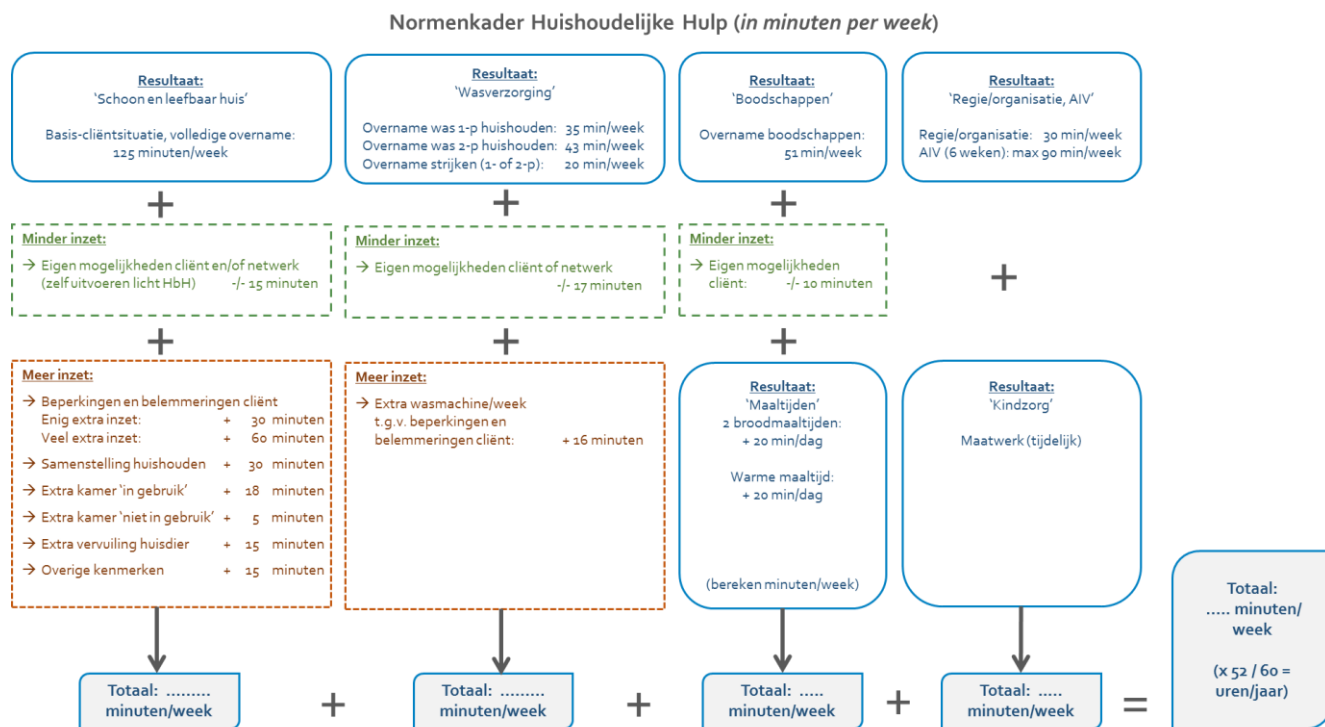 Normenkader Huishoudelijke Hulp (in minuten per week)
Resultaat:
‘Schoon en leefbaar huis’
Basis-cliëntsituatie, volledige overname:
125 minuten/week
+
Minder inzet:
→ Eigen mogelijkheden cliënt en/of netwerk
(zelf uitvoeren licht HbH) -/- 15 minuten
+
Meer inzet:
→ Beperkingen en belemmeringen cliënt
Enig extra inzet: + 30 minuten
Veel extra inzet: + 60 minuten
→ Samenstelling huishouden + 30 minuten
→ Extra kamer ‘in gebruik’ + 18 minuten
→ Extra kamer ‘niet in gebruik’ + 5 minuten
→ Extra vervuiling huisdier + 15 minuten
→ Overige kenmerken + 15 minuten
Totaal: .........
minuten/week
+
Resultaat:
‘Wasverzorging’
Overname was 1-p huishouden: 35 min/week
Overname was 2-p huishouden: 43 min/week
Overname strijken (1- of 2-p): 20 min/week
+
Minder inzet:
→ Eigen mogelijkheden cliënt of netwerk
-/- 17 minuten
+
Meer inzet:
→ Extra wasmachine/week
t.g.v. beperkingen en
belemmeringen cliënt: + 16 minuten
Totaal: .........
minuten/week
+
Resultaat:
‘Boodschappen’
Overname boodschappen:
51 min/week
+
Minder inzet:
→ Eigen mogelijkheden
cliënt: -/- 10 minuten
+
Resultaat:
‘Maaltijden’
2 broodmaaltijden:
+ 20 min/dag
Warme maaltijd:
+ 20 min/dag
(bereken minuten/week)
Totaal: .....
minuten/week
+
Resultaat:
‘Regie/organisatie, AIV’
Regie/organisatie: 30 min/week
AIV (6 weken): max 90 min/week
+
Resultaat:
‘Kindzorg’
Maatwerk (tijdelijk)
Totaal: .....
minuten/week
=
Totaal:
..... minuten/
week
(x 52 / 60 =
uren/jaar)